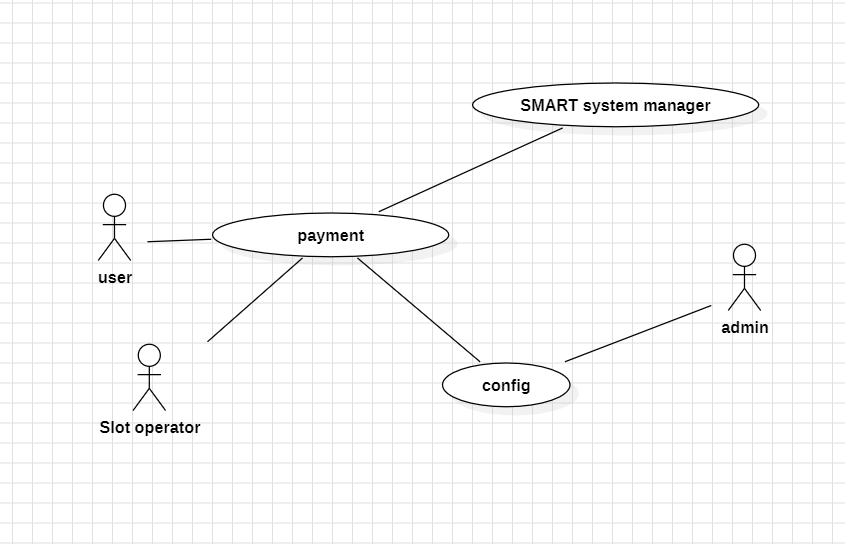 SMART system manager
payment
user
admin
config
Slot operator